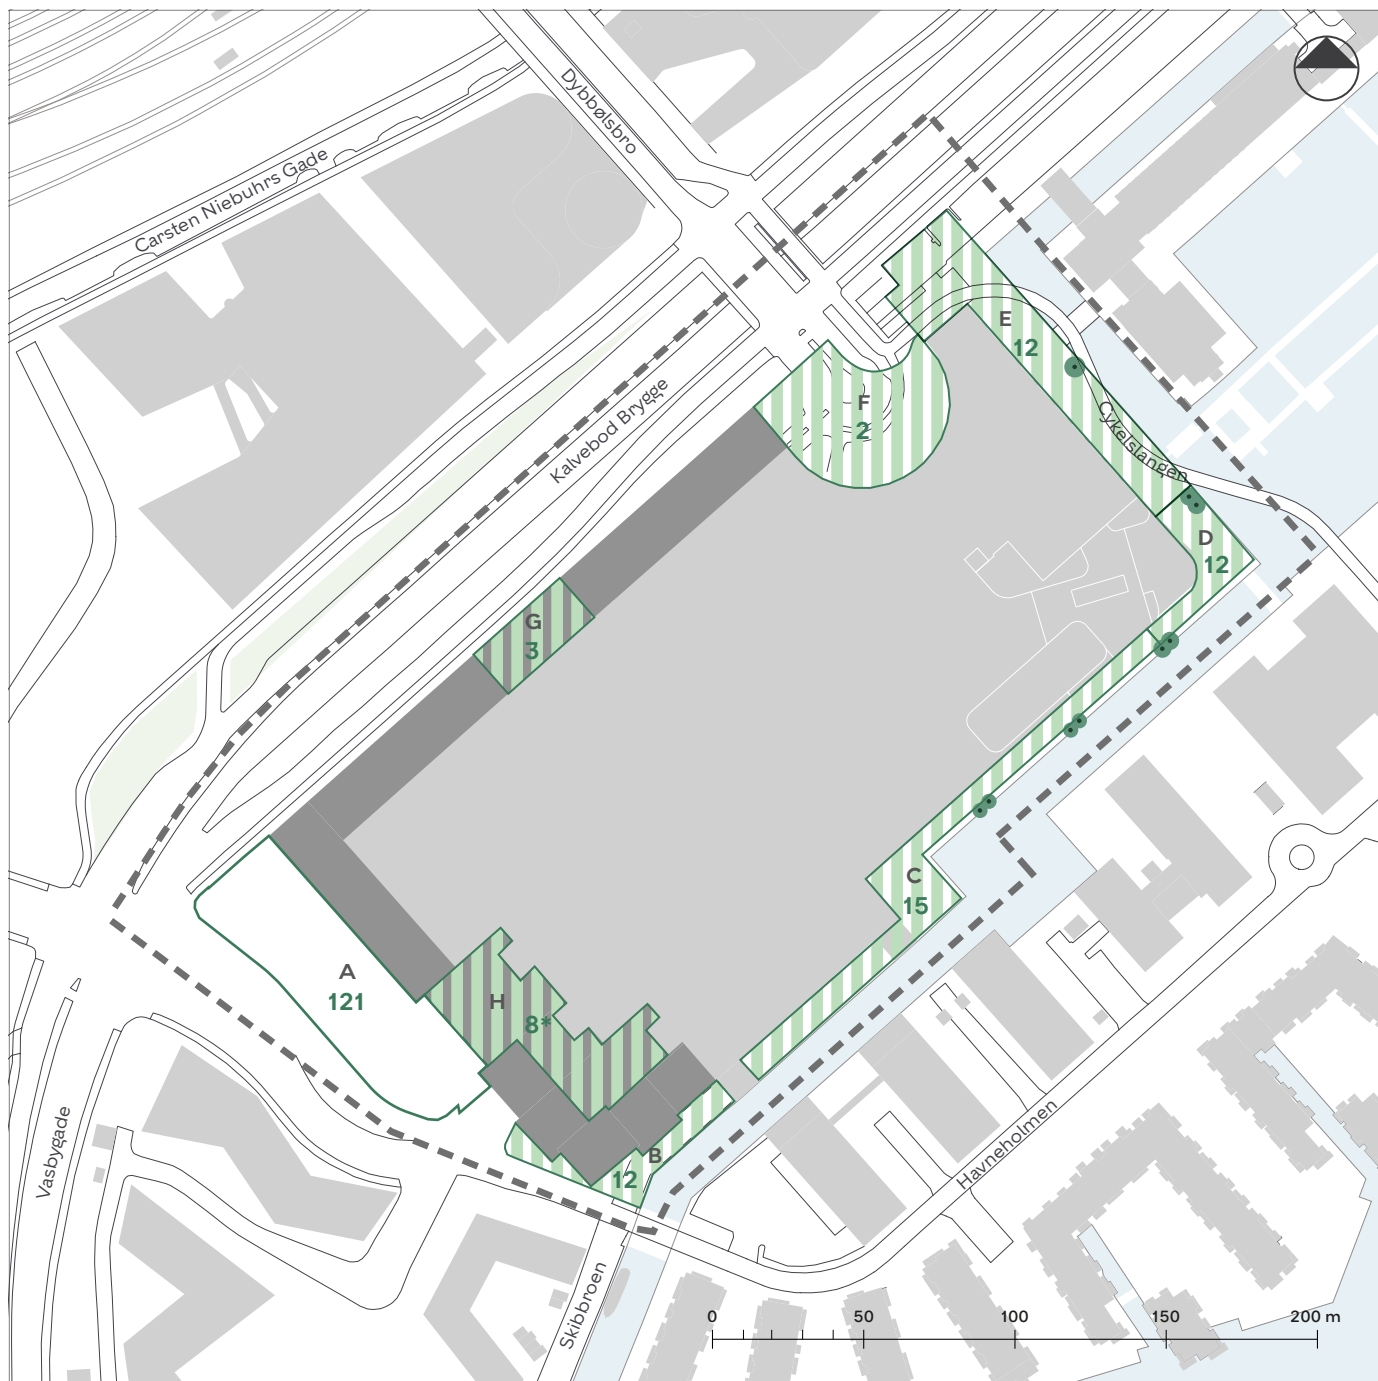 Dybbølsbro
Carsten Niebuhrs Gade
E
12
Kalvebod Brygge
F
2
Cykelslangen
D
12
G
3
C
15
A
121
H
8*
B
12
Vasbygade
Havneholmen
Skibbroen
0 50 100 150 200 m